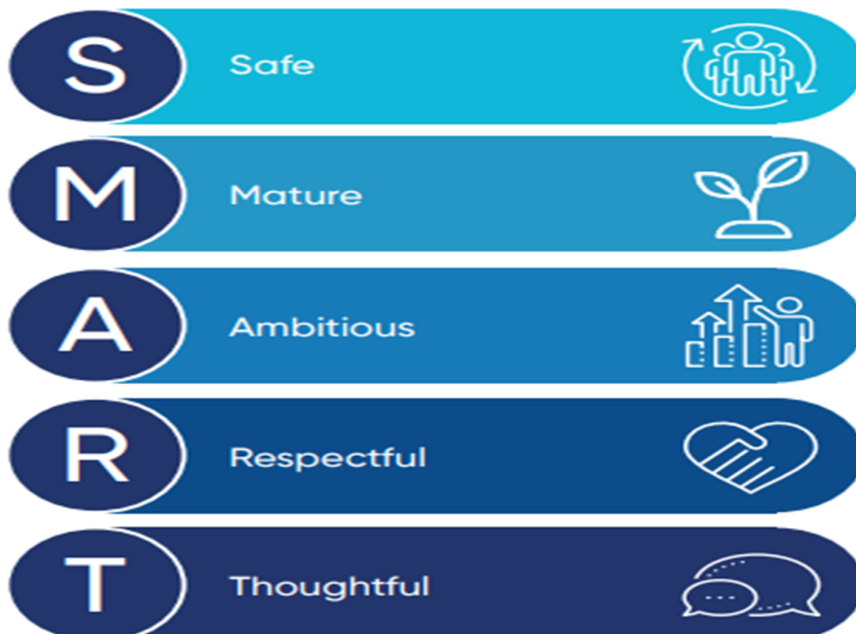 S Safe
M Mature
A Ambitious
R Respectful
T Thoughtful